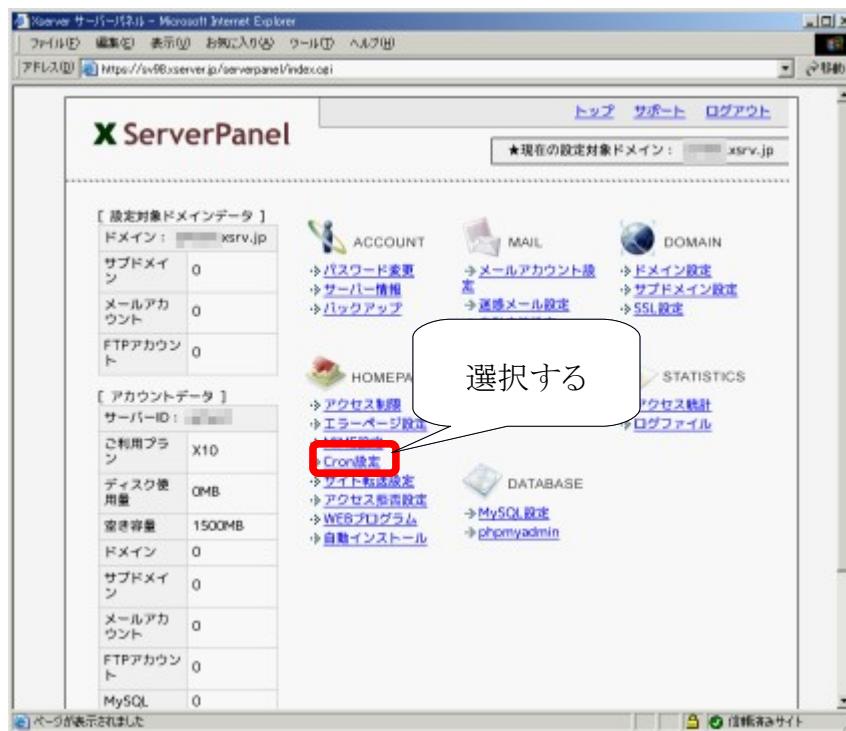 Xserver サーバーパネル - Microsoft Internet Explorer
ファイル(F) 編集(E) 表示(V) お気に入り(A) ツール(T) ヘルプ(H)
アドレス(D) https://sv98.xserver.jp/serverpanel/index.cgi 移動
X ServerPanel
トップ サポート ログアウト
★現在の設定対象ドメイン： xsrv.jp
[ 設定対象ドメインデータ ]
ドメイン： xsrv.jp
サブドメイン 0
メールアカウント 0
FTPアカウント 0
[ アカウントデータ ]
サーバーID：
ご利用プラン X10
ディスク使用量 0MB
空き容量 1500MB
ドメイン 0
サブドメイン 0
メールアカウント 0
FTPアカウント 0
MySQL 0
ACCOUNT
パスワード変更
サーバー情報
バックアップ
MAIL
メールアカウント設定
迷惑メール設定
DOMAIN
ドメイン設定
サブドメイン設定
SSL設定
選択する
HOMEPA
アクセス制限
エラーページ設定
MIME設定
Cron設定
サイト転送設定
アクセス拒否設定
WEBプログラム
自動インストール
STATISTICS
アクセス統計
ログファイル
DATABASE
MySQL設定
phpmyadmin
ページが表示されました 信頼済みサイト